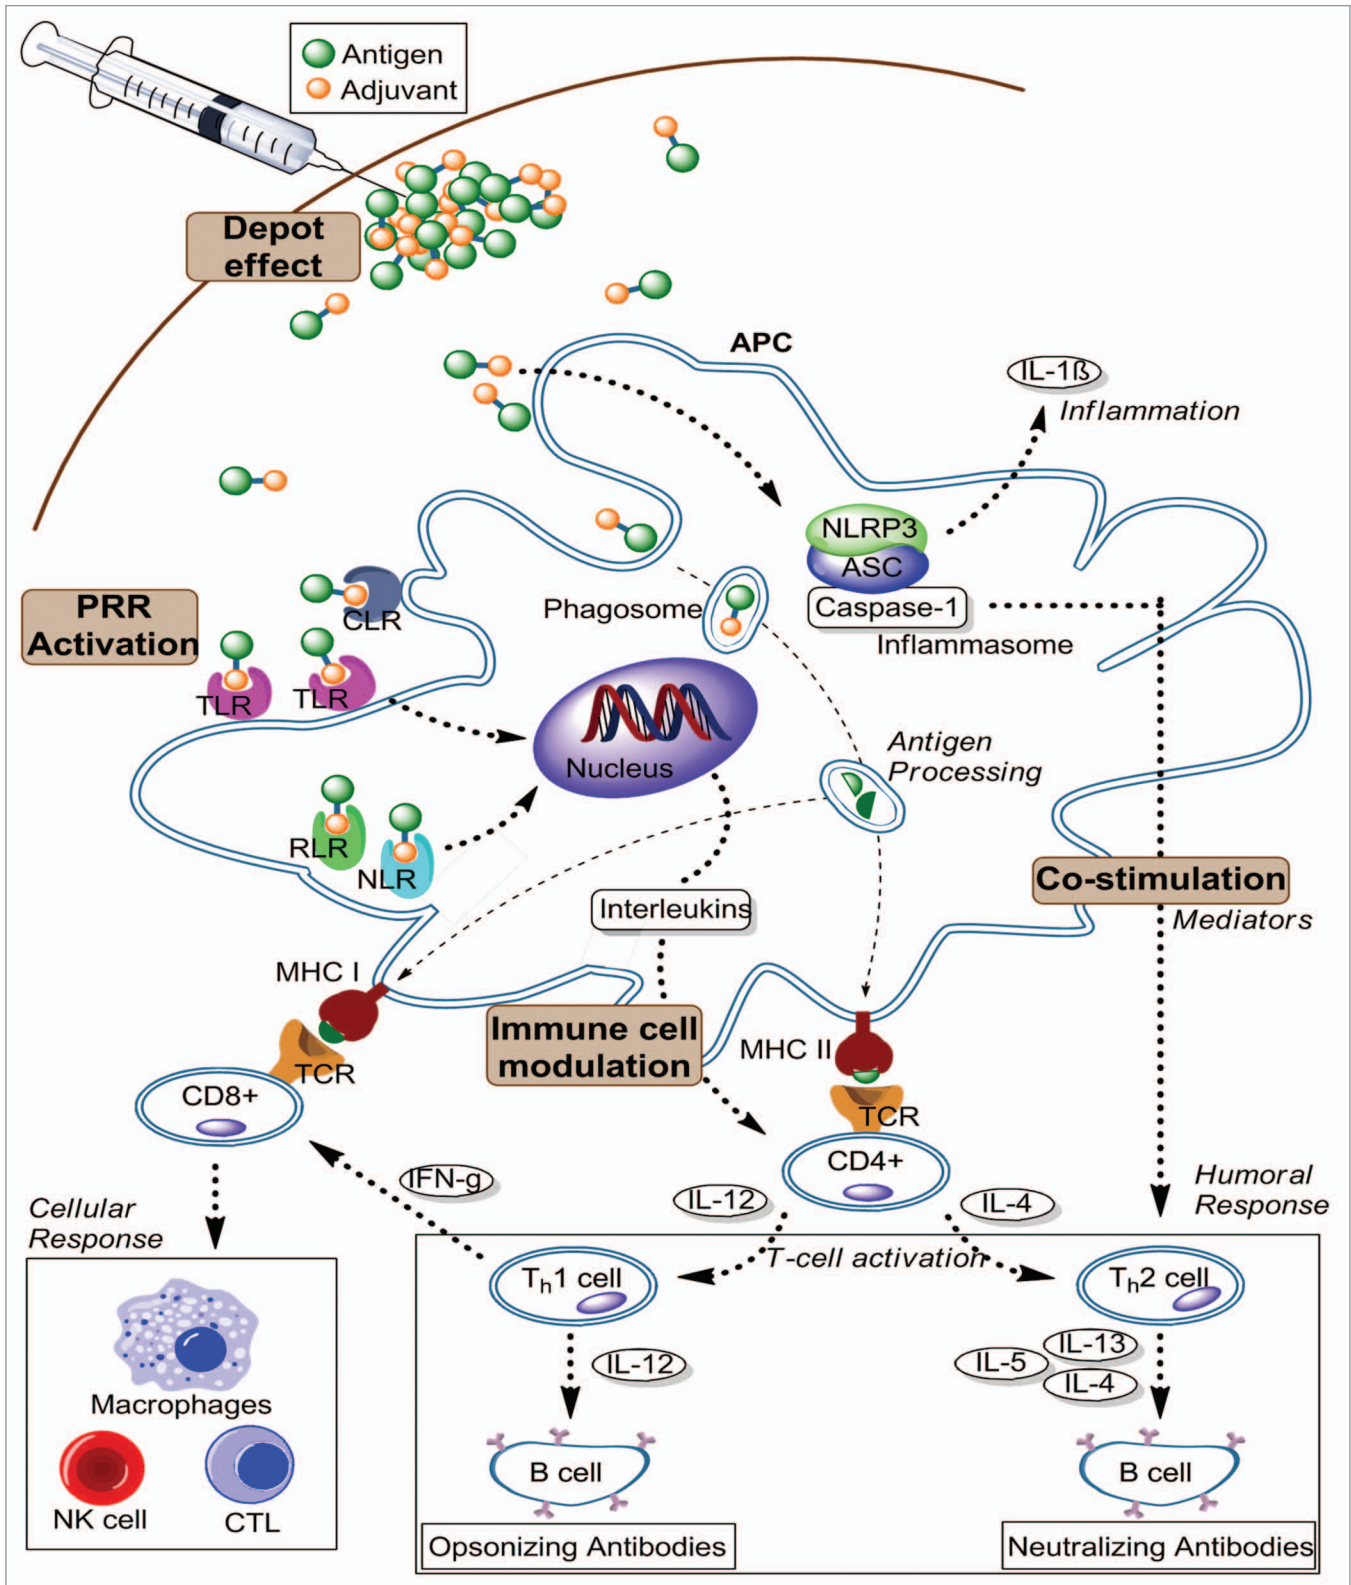 Antigen
Adjuvant
Depot
effect
APC
IL-1ß
Inflammation
NLRP3
ASC
Caspase-1
Inflammasome
PRR
Activation
CLR
TLR
TLR
Phagosome
Nucleus
Antigen
Processing
RLR
NLR
Interleukins
Co-stimulation
Mediators
MHC I
TCR
CD8+
Immune cell
modulation
MHC II
TCR
CD4+
IFN-g
IL-12
IL-4
Humoral
Response
Cellular
Response
T-cell activation
Th1 cell
Th2 cell
IL-12
IL-13
IL-5
IL-4
Macrophages
NK cell
CTL
B cell
B cell
Opsonizing Antibodies
Neutralizing Antibodies